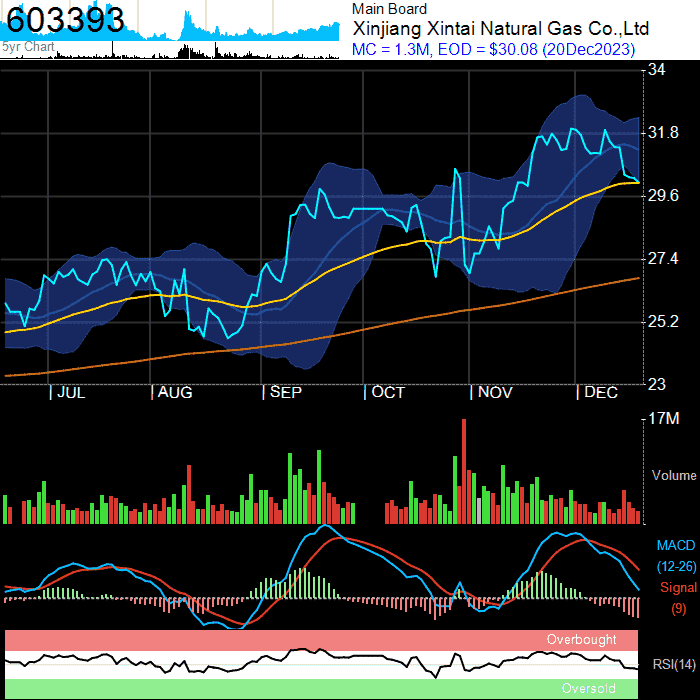 603393
5yr Chart
Main Board
Xinjiang Xintai Natural Gas Co.,Ltd
MC = 1.3M, EOD = $30.08 (20Dec2023)
34
31.8
29.6
27.4
25.2
23
JUL
AUG
SEP
OCT
NOV
DEC
17M
Volume
MACD
(12-26)
Signal
(9)
Overbought
RSI(14)
Oversold